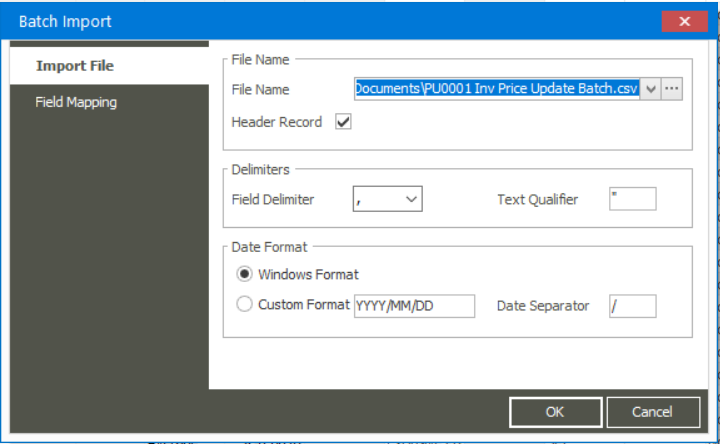 Batch Import
Import File
Field Mapping
File Name
File Name Documents\PU0001 Inv Price Update Batch.csv ...
Header Record
Delimiters
Field Delimiter , Text Qualifier "
Date Format
Windows Format
Custom Format YYYY/MM/DD Date Separator /
OK Cancel